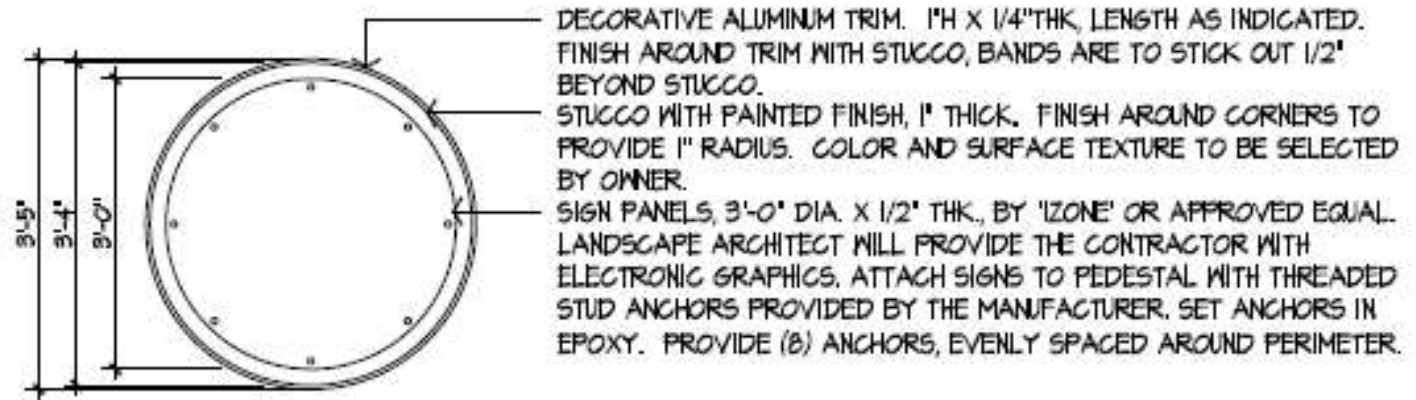 DECORATIVE ALUMINUM TRIM. 1"H X 1/4"THK, LENGTH AS INDICATED.
FINISH AROUND TRIM WITH STUCCO, BANDS ARE TO STICK OUT 1/2"
BEYOND STUCCO.
STUCCO WITH PAINTED FINISH, 1" THICK. FINISH AROUND CORNERS TO
PROVIDE 1" RADIUS. COLOR AND SURFACE TEXTURE TO BE SELECTED
BY OWNER.
SIGN PANELS, 3'-0" DIA. X 1/2" THK., BY 'IZONE' OR APPROVED EQUAL.
LANDSCAPE ARCHITECT WILL PROVIDE THE CONTRACTOR WITH
ELECTRONIC GRAPHICS. ATTACH SIGNS TO PEDESTAL WITH THREADED
STUD ANCHORS PROVIDED BY THE MANUFACTURER. SET ANCHORS IN
EPOXY. PROVIDE (8) ANCHORS, EVENLY SPACED AROUND PERIMETER.
3'-5"
3'-4"
3'-0"